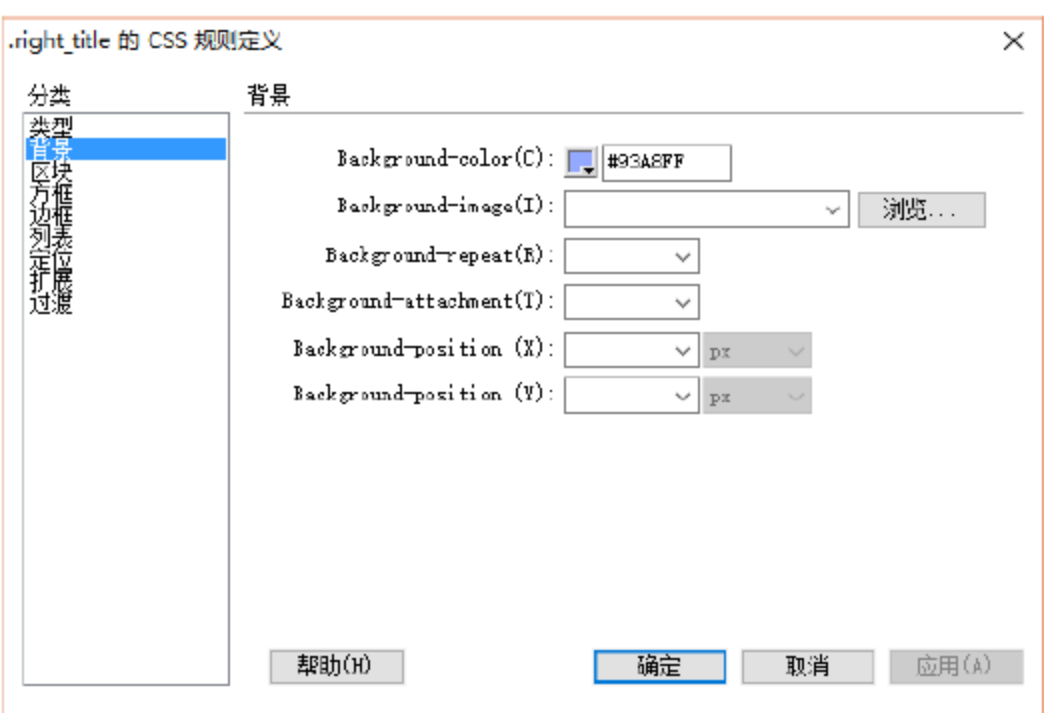 .right_title 的 CSS 规则定义
分类
背景
类型
背景
区块
方框
边框
列表
定位
扩展
过渡
Background-color(C): #93A8FF
Background-image(I): 浏览...
Background-repeat(R):
Background-attachment(T):
Background-position (X): px
Background-position (Y): px
帮助(H)
确定
取消
应用(A)